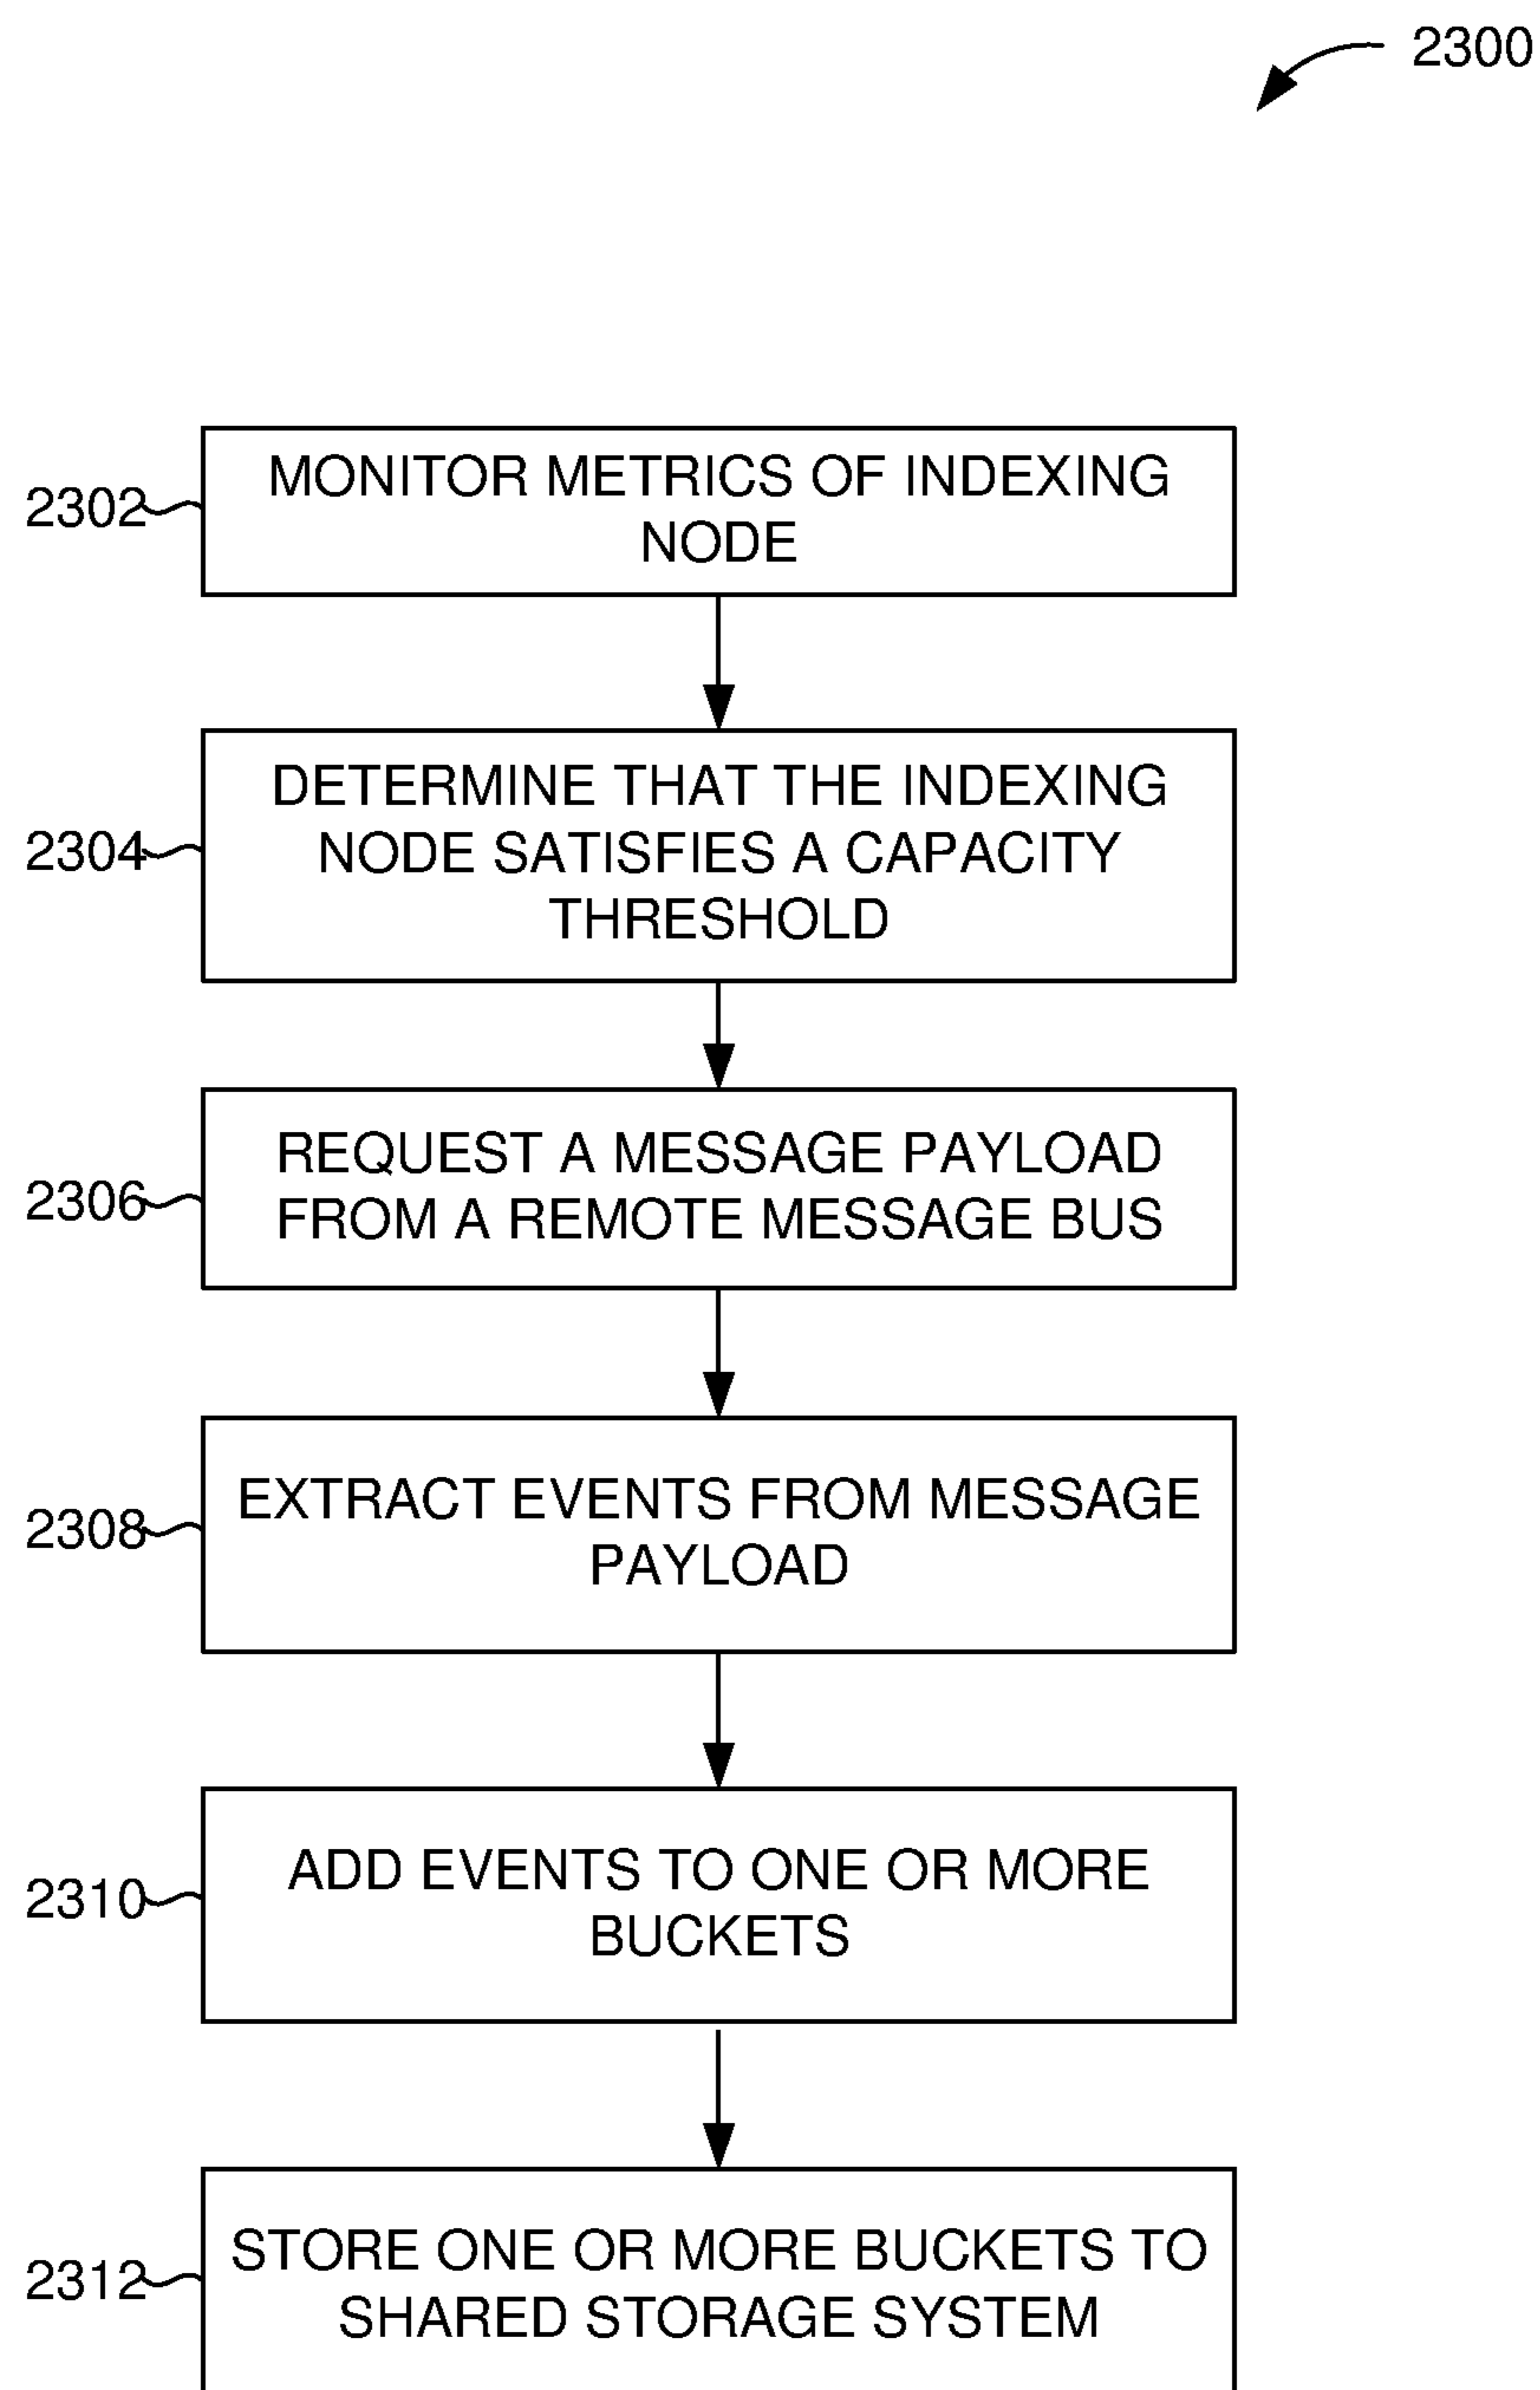 2300
2302
MONITOR METRICS OF INDEXING
NODE
2304
DETERMINE THAT THE INDEXING
NODE SATISFIES A CAPACITY
THRESHOLD
2306
REQUEST A MESSAGE PAYLOAD
FROM A REMOTE MESSAGE BUS
2308
EXTRACT EVENTS FROM MESSAGE
PAYLOAD
2310
ADD EVENTS TO ONE OR MORE
BUCKETS
2312
STORE ONE OR MORE BUCKETS TO
SHARED STORAGE SYSTEM